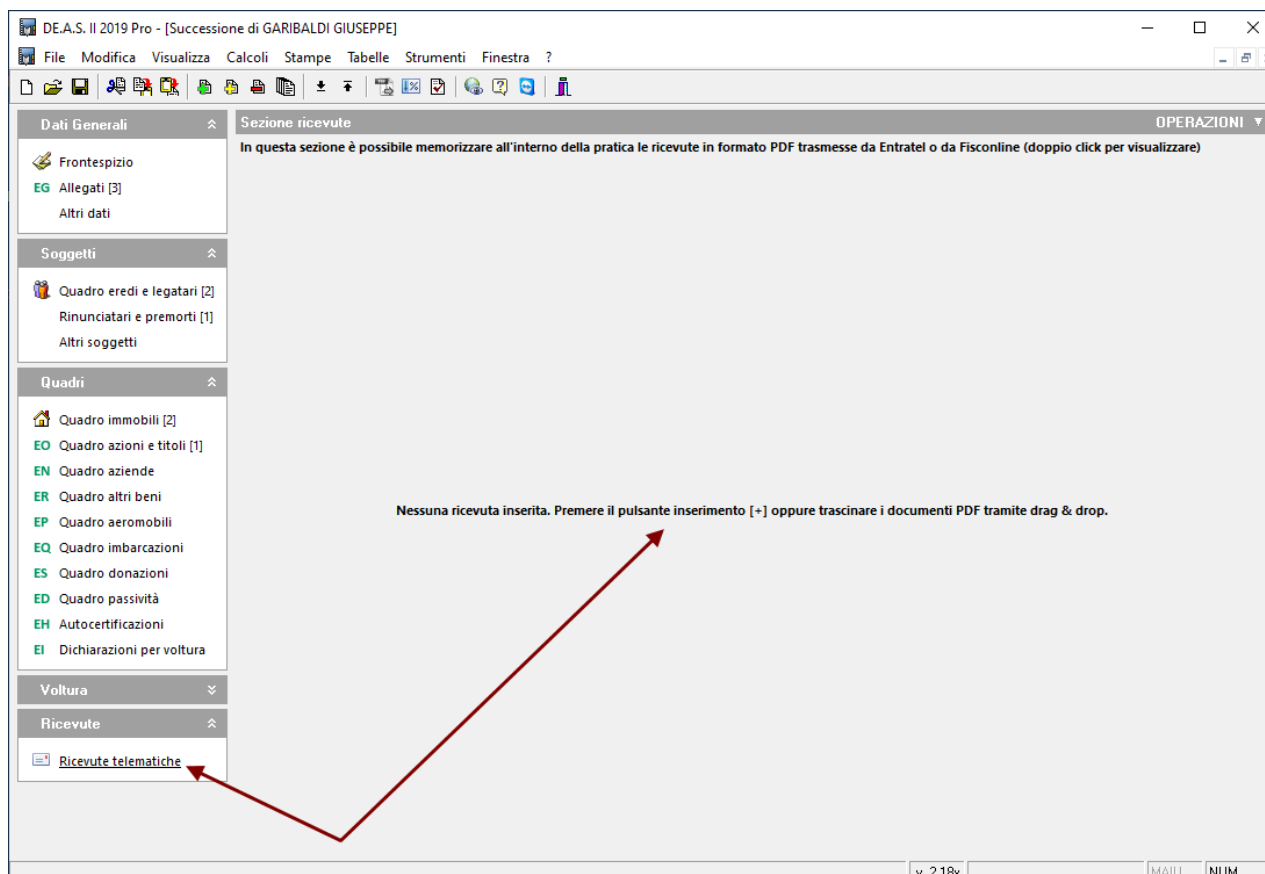 DE.A.S. II 2019 Pro - [Successione di GARIBALDI GIUSEPPE]
File Modifica Visualizza Calcoli Stampe Tabelle Strumenti Finestra ?
Dati Generali
Frontespizio
EG Allegati [3]
Altri dati
Soggetti
Quadro eredi e legatari [2]
Rinunciatari e premorti [1]
Altri soggetti
Quadri
Quadro immobili [2]
EO Quadro azioni e titoli [1]
EN Quadro aziende
ER Quadro altri beni
EP Quadro aeromobili
EQ Quadro imbarcazioni
ES Quadro donazioni
ED Quadro passività
EH Autocertificazioni
EI Dichiarazioni per voltura
Voltura
Ricevute
Ricevute telematiche
Sezione ricevute OPERAZIONI
In questa sezione è possibile memorizzare all'interno della pratica le ricevute in formato PDF trasmesse da Entratel o da Fisconline (doppio click per visualizzare)
Nessuna ricevuta inserita. Premere il pulsante inserimento [+] oppure trascinare i documenti PDF tramite drag & drop.
v. 2.18x MAIU NUM